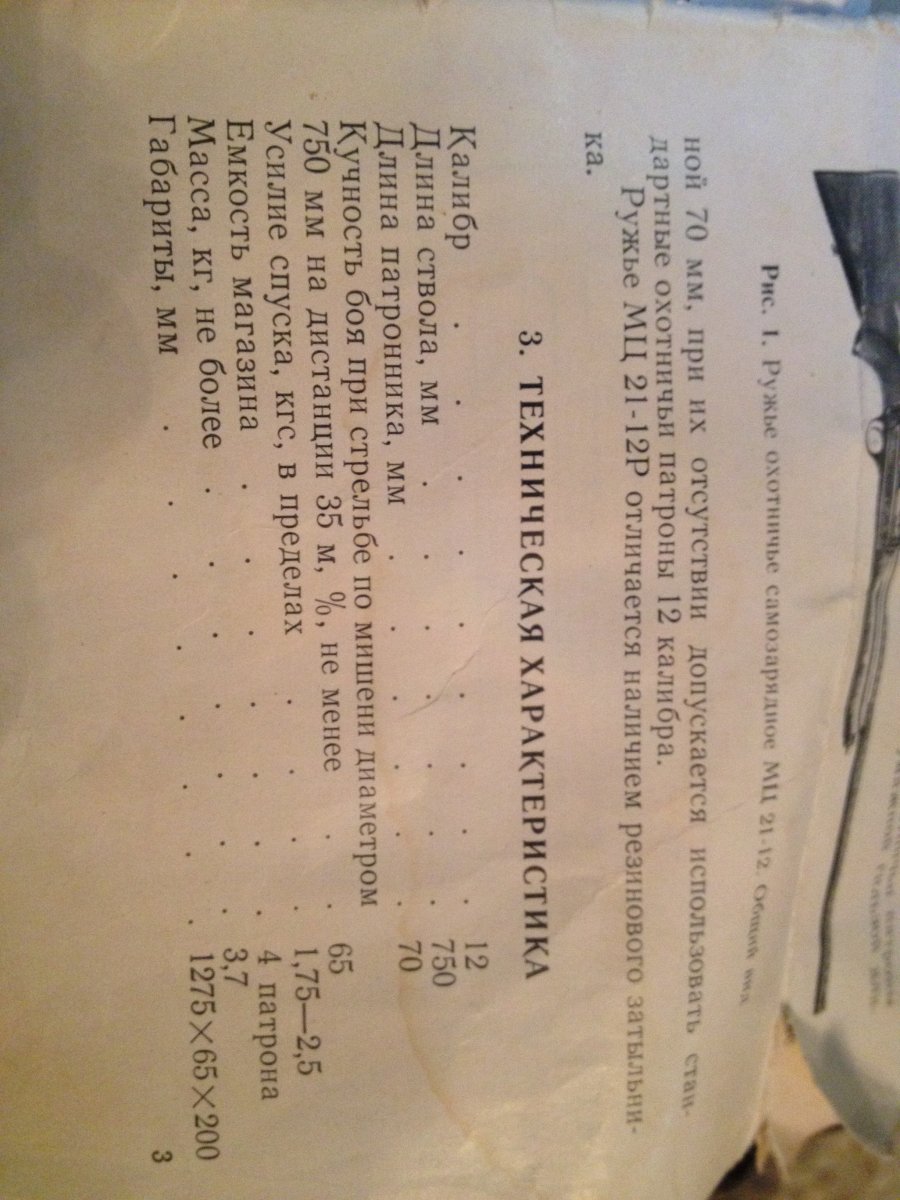 Рис. 1. Ружье охотничье самозарядное МЦ 21-12. Общий вид
ной 70 мм, при их отсутствии допускается использовать стан-
дартные охотничьи патроны 12 калибра.
Ружье МЦ 21-12Р отличается наличием резинового затыльни-
ка.
3. ТЕХНИЧЕСКАЯ ХАРАКТЕРИСТИКА
Калибр . . . . . . . . . 12
Длина ствола, мм . . . . . . . 750
Длина патронника, мм . . . . . . 70
Кучность боя при стрельбе по мишени диаметром
750 мм на дистанции 35 м, %, не менее . . . 65
Усилие спуска, кгс, в пределах . . . . 1,75—2,5
Емкость магазина . . . . . . . 4 патрона
Масса, кг, не более . . . . . . . 3,7
Габариты, мм . . . . . . . . 1275×65×200
3